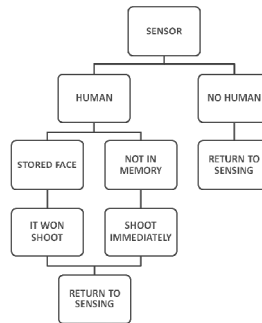 SENSOR
HUMAN
NO HUMAN
STORED FACE
NOT IN
MEMORY
RETURN TO
SENSING
IT WON
SHOOT
SHOOT
IMMEDIATELY
RETURN TO
SENSING